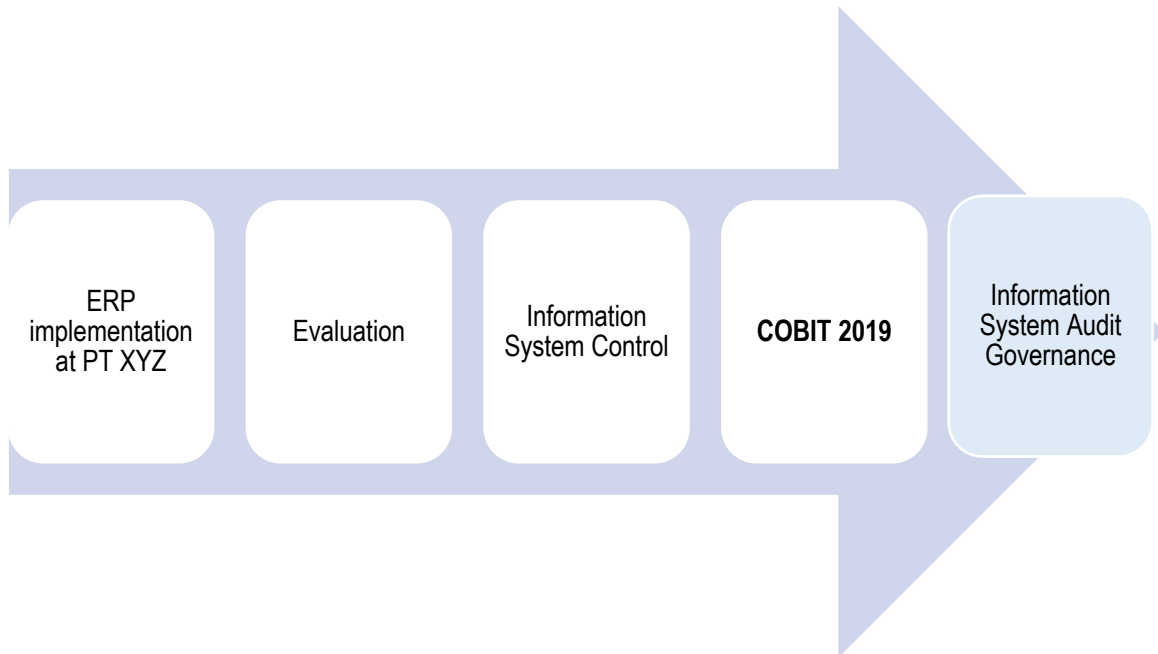 ERP
implementation
at PT XYZ
Evaluation
Information
System Control
COBIT 2019
Information
System Audit
Governance